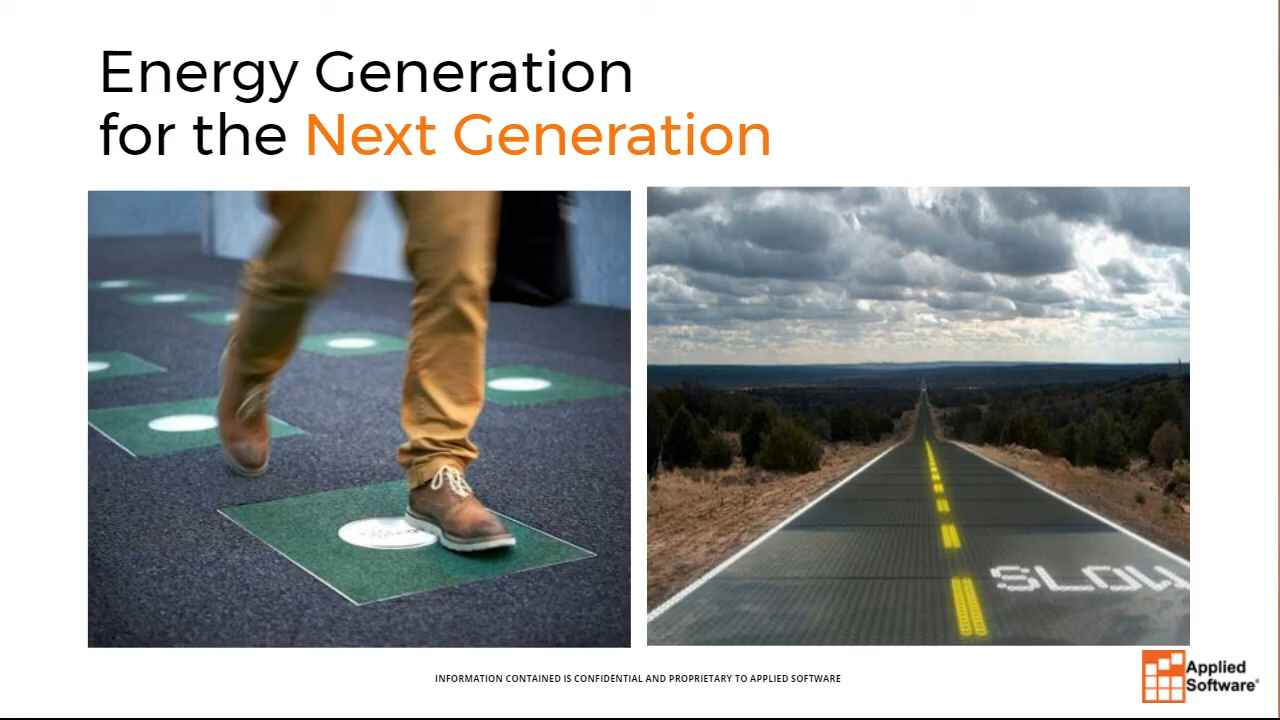 Energy Generation
for the Next Generation
SLOW
INFORMATION CONTAINED IS CONFIDENTIAL AND PROPRIETARY TO APPLIED SOFTWARE
Applied
Software®